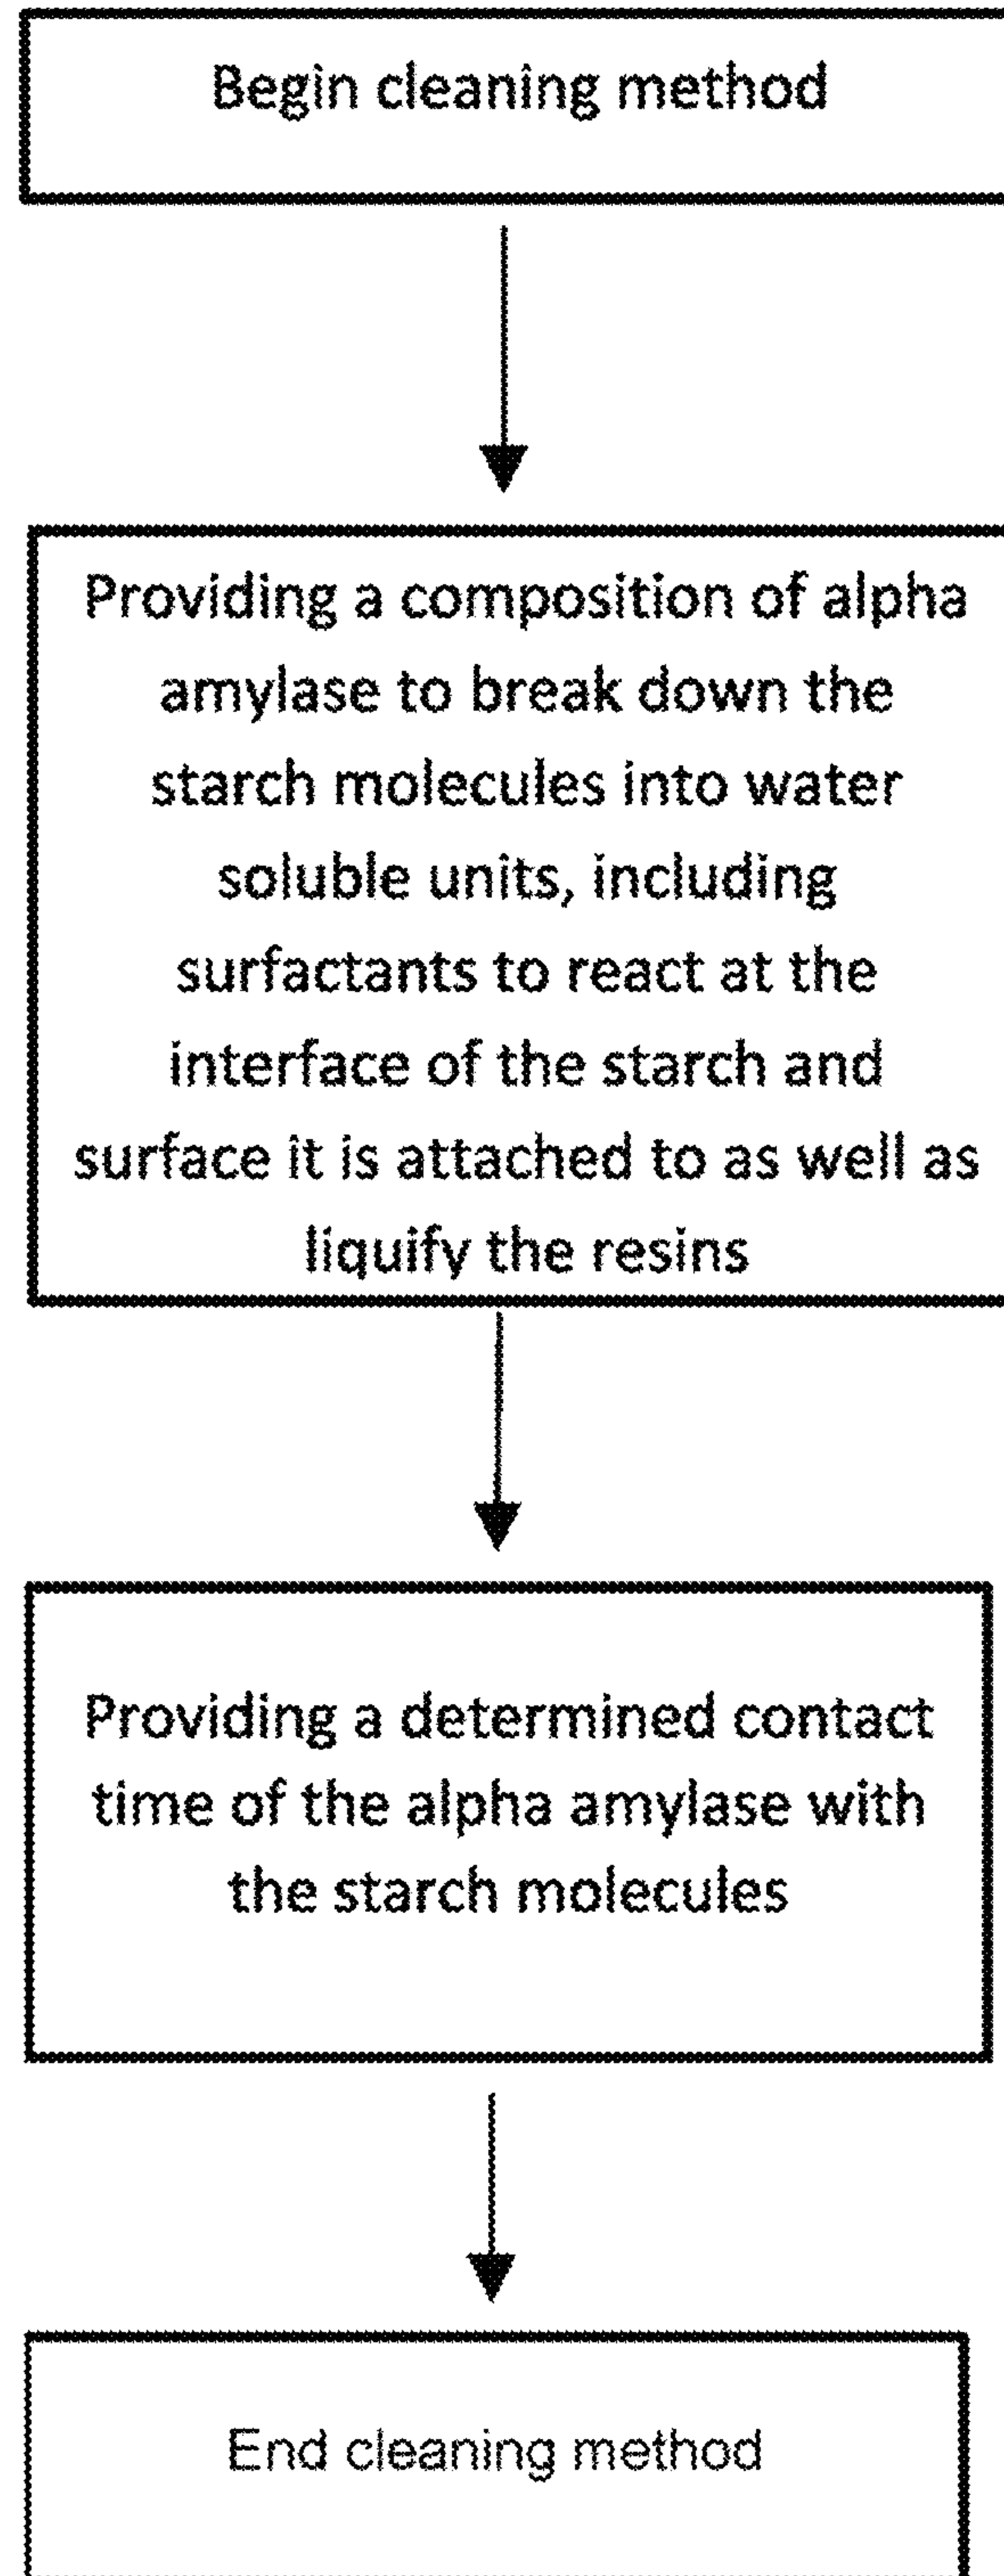 Begin cleaning method
Providing a composition of alpha
amylase to break down the
starch molecules into water
soluble units, including
surfactants to react at the
interface of the starch and
surface it is attached to as well as
liquify the resins
Providing a determined contact
time of the alpha amylase with
the starch molecules
End cleaning method